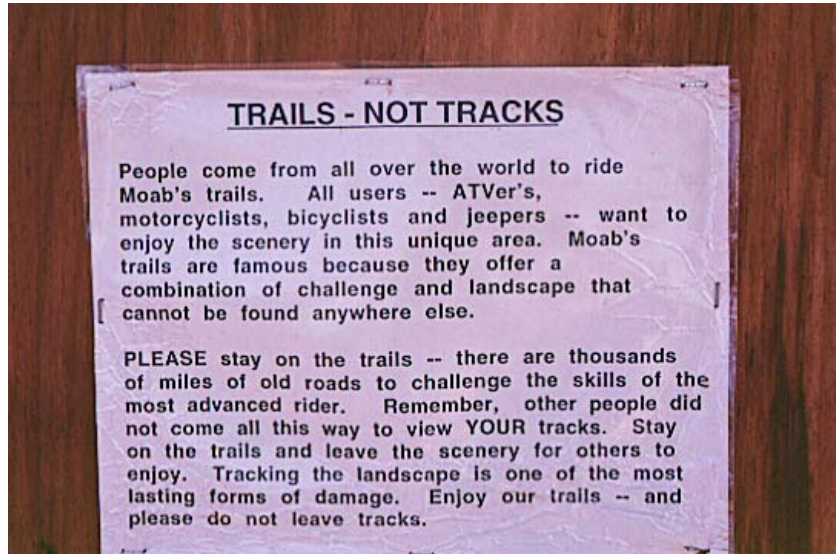 TRAILS - NOT TRACKS
People come from all over the world to ride
Moab's trails. All users -- ATVer's,
motorcyclists, bicyclists and jeepers -- want to
enjoy the scenery in this unique area. Moab's
trails are famous because they offer a
combination of challenge and landscape that
cannot be found anywhere else.
PLEASE stay on the trails -- there are thousands
of miles of old roads to challenge the skills of the
most advanced rider. Remember, other people did
not come all this way to view YOUR tracks. Stay
on the trails and leave the scenery for others to
enjoy. Tracking the landscape is one of the most
lasting forms of damage. Enjoy our trails -- and
please do not leave tracks.